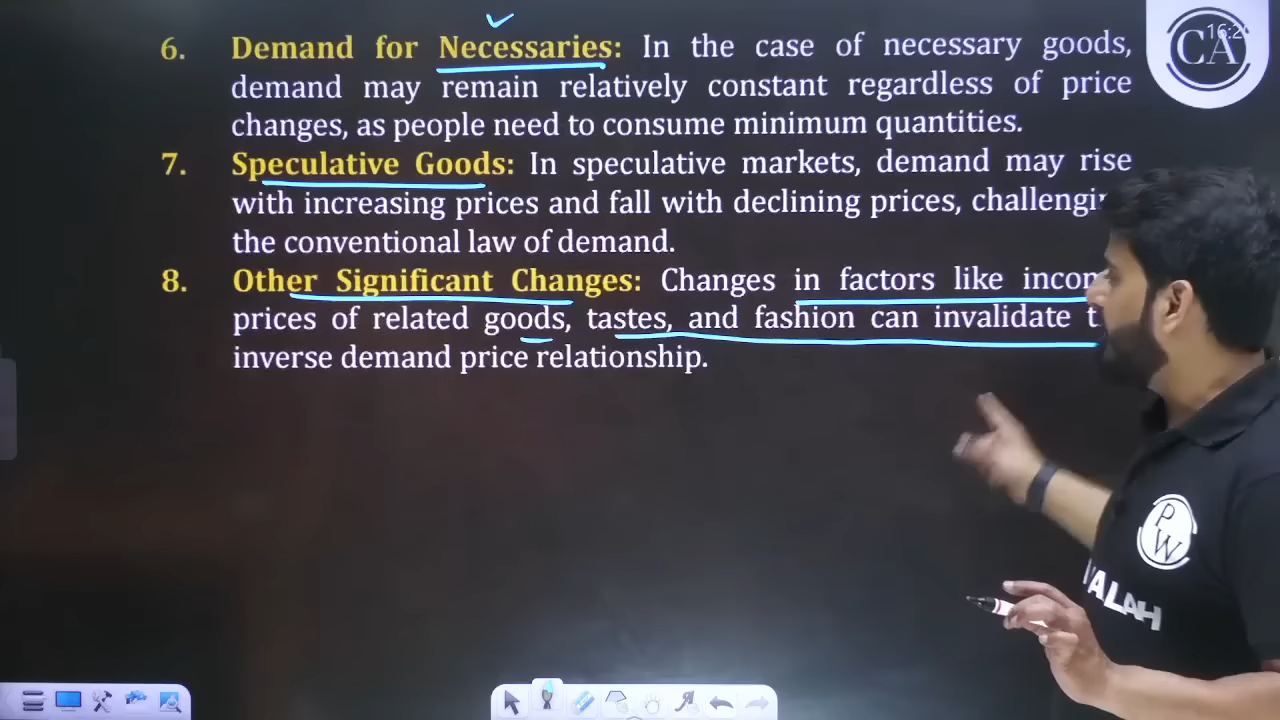 6. Demand for Necessaries: In the case of necessary goods,
demand may remain relatively constant regardless of price
changes, as people need to consume minimum quantities.
7. Speculative Goods: In speculative markets, demand may rise
with increasing prices and fall with declining prices,
the conventional law of demand.
8. Other Significant Changes: Changes in factors like
prices of related goods, tastes, and fashion can invalidate
inverse demand price relationship.
CA
PW